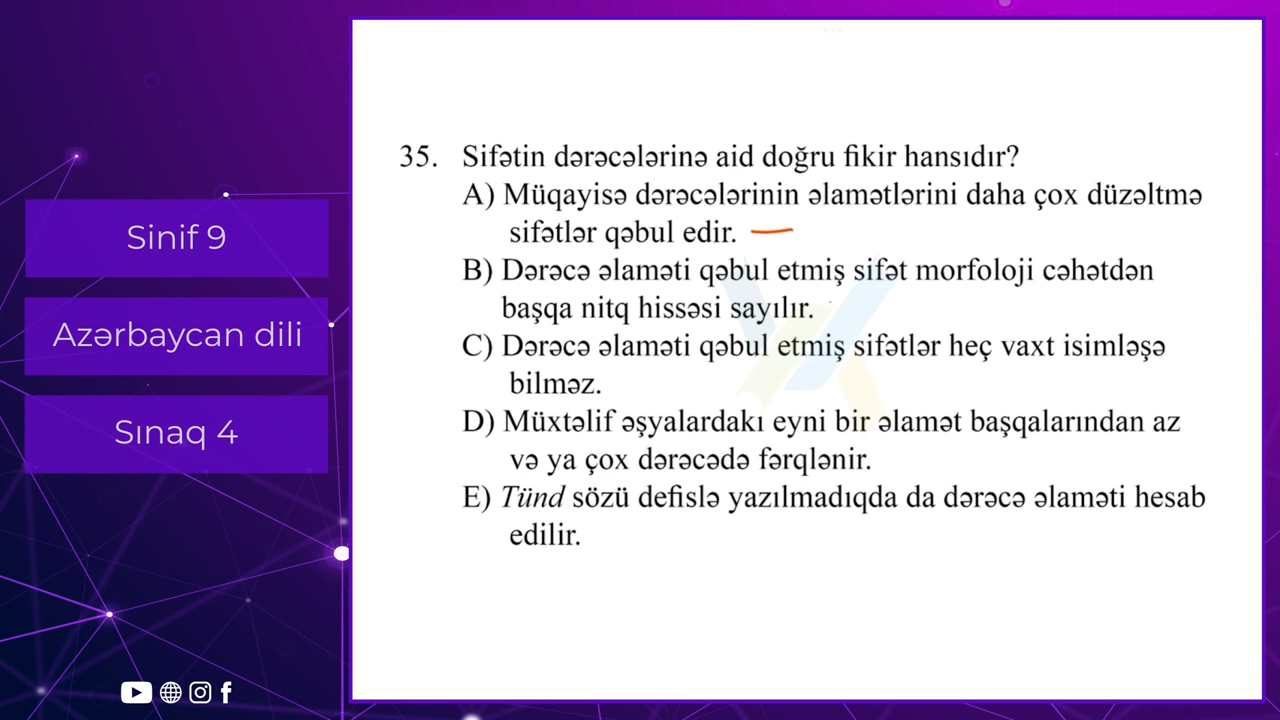 Sinif 9
Azərbaycan dili
Sınaq 4
35. Sifətin dərəcələrinə aid doğru fikir hansıdır?
A) Müqayisə dərəcələrinin əlamətlərini daha çox düzəltmə
sifətlər qəbul edir.
B) Dərəcə əlaməti qəbul etmiş sifət morfoloji cəhətdən
başqa nitq hissəsi sayılır.
C) Dərəcə əlaməti qəbul etmiş sifətlər heç vaxt isimləşə
bilməz.
D) Müxtəlif əşyalardakı eyni bir əlamət başqalarından az
və ya çox dərəcədə fərqlənir.
E) Tünd sözü defislə yazılmadıqda da dərəcə əlaməti hesab
edilir.